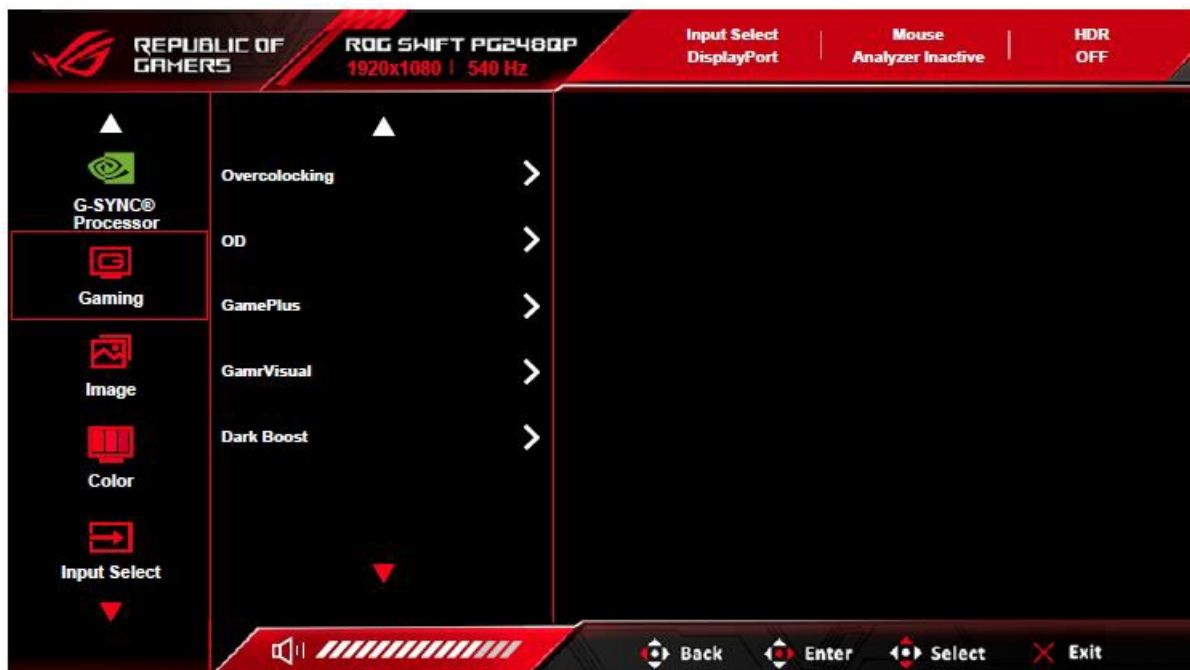 REPUBLIC OF
GAMERS
ROG SWIFT PG248QP
1920x1080 | 540 Hz
Input Select
DisplayPort
Mouse
Analyzer Inactive
HDR
OFF
G-SYNC®
Processor
Gaming
Image
Color
Input Select
Overcolocking
OD
GamePlus
GamrVisual
Dark Boost
Back
Enter
Select
Exit